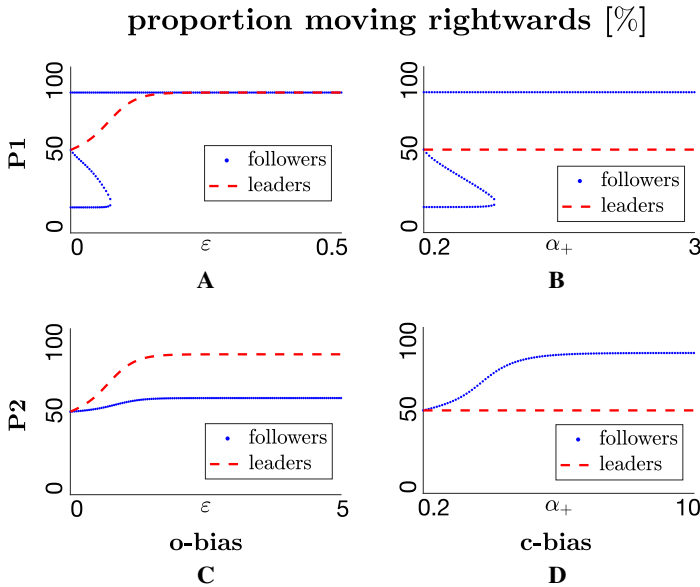 proportion moving rightwards [%]
P1
100
50
0
followers
leaders
0
ε
0.5
A
100
50
0
followers
leaders
0.2
α+
3
B
P2
100
50
0
followers
leaders
0
ε
5
o-bias
C
100
50
0
followers
leaders
0.2
α+
10
c-bias
D